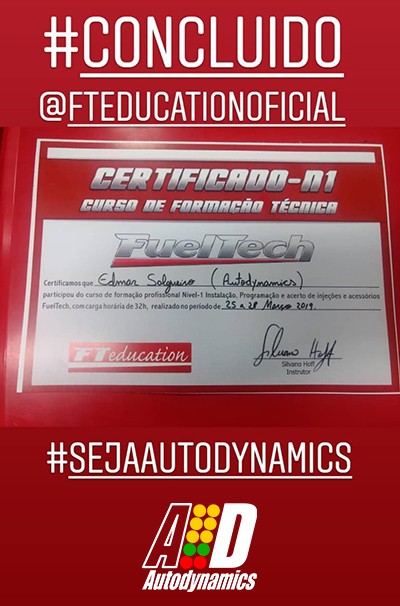 #CONCLUIDO
@FTEDUCATIONOFICIAL
CERTIFICADO-N1
CURSO DE FORMAÇÃO TÉCNICA
FuelTech
Certificamos que Edmar Salgueiro (Autodynamics)
participou do curso de formação profissional Nível-1 Instalação, Programação e acerto de injeções e acessórios
FuelTech, com carga horária de 32h, realizado no período de 25 a 28 Março 2019.
FTeducation
Silvano Hoff
Silvano Hoff
Instrutor
#SEJAAUTODYNAMICS
AD
Autodynamics